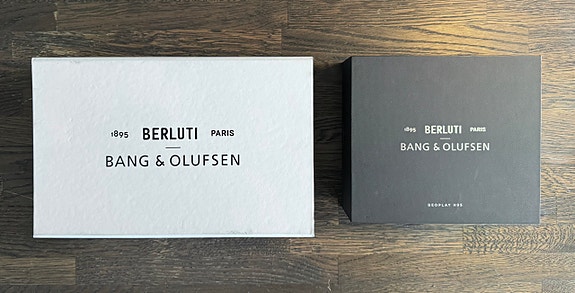 1895 BERLUTI PARIS
BANG & OLUFSEN
1895 BERLUTI PARIS
BANG & OLUFSEN
BEOPLAY H95